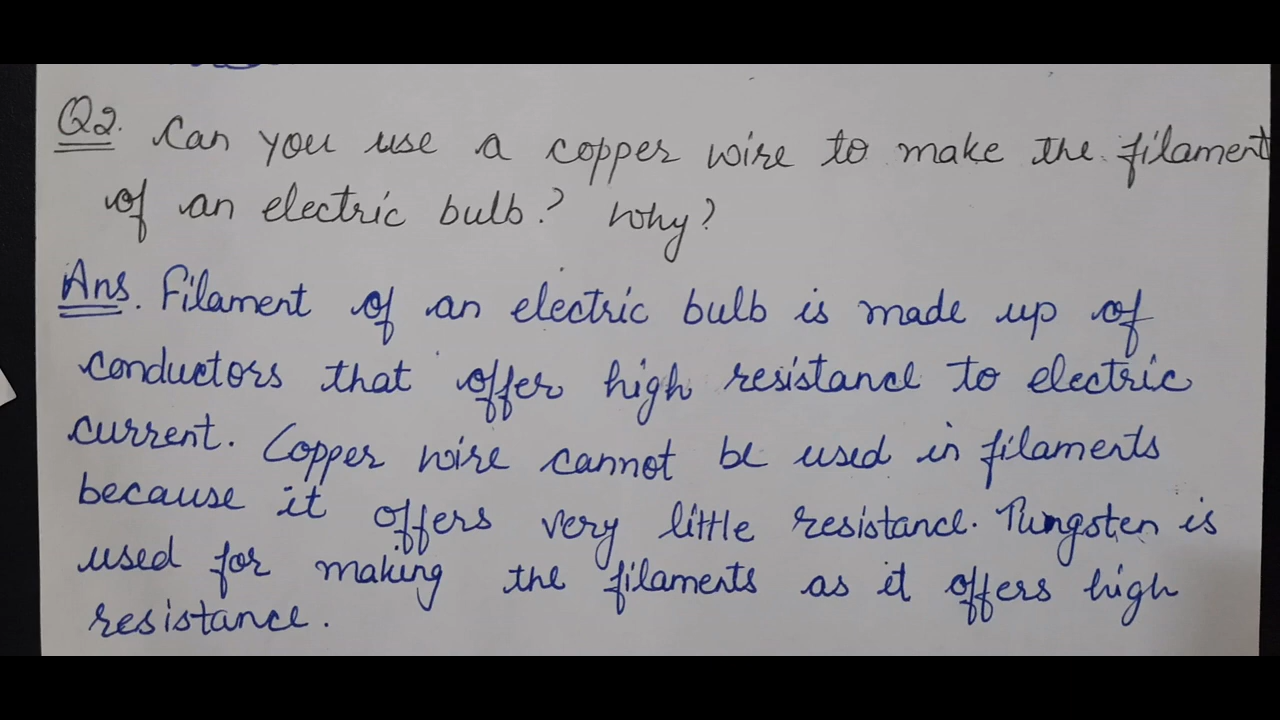 Q2. Can you use a copper wire to make the filament
of an electric bulb? Why?
Ans. Filament of an electric bulb is made up of
conductors that offer high resistance to electric
current. Copper wire cannot be used in filaments
because it offers very little resistance. Tungsten is
used for making the filaments as it offers high
resistance.